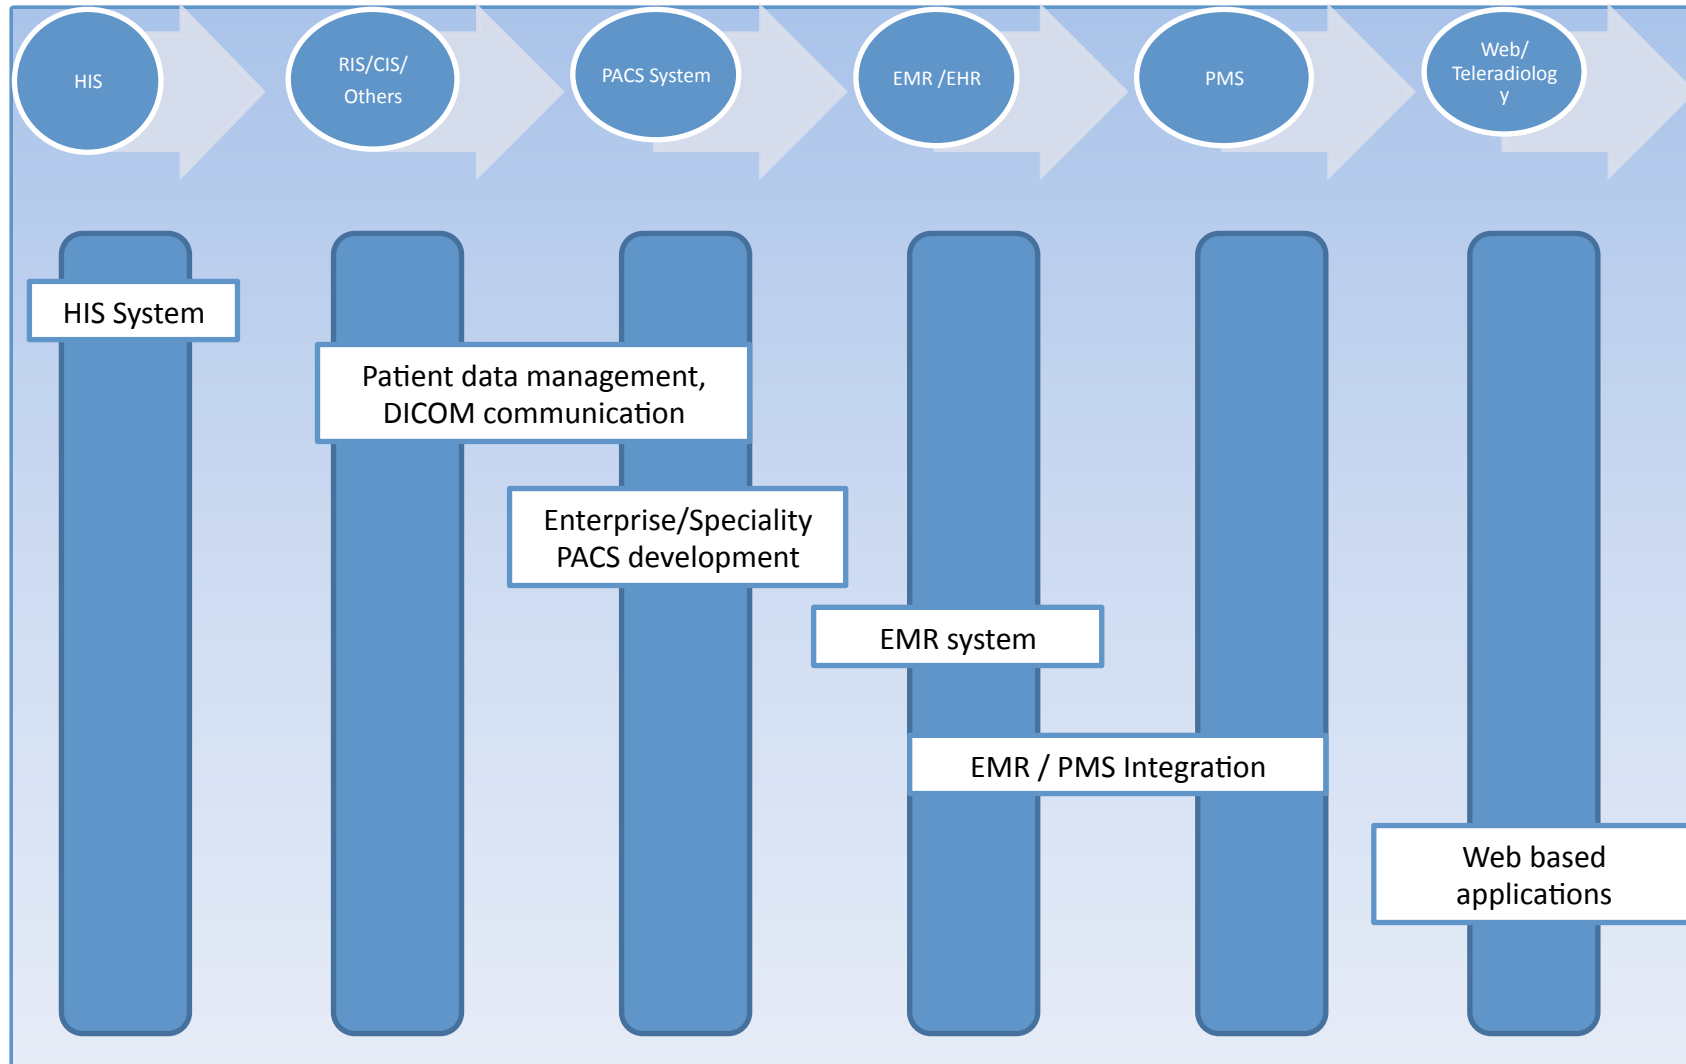 HIS
RIS/CIS/
Others
PACS System
EMR /EHR
PMS
Web/
Teleradiolog
y
HIS System
Patient data management,
DICOM communication
Enterprise/Speciality
PACS development
EMR system
EMR / PMS Integration
Web based
applications